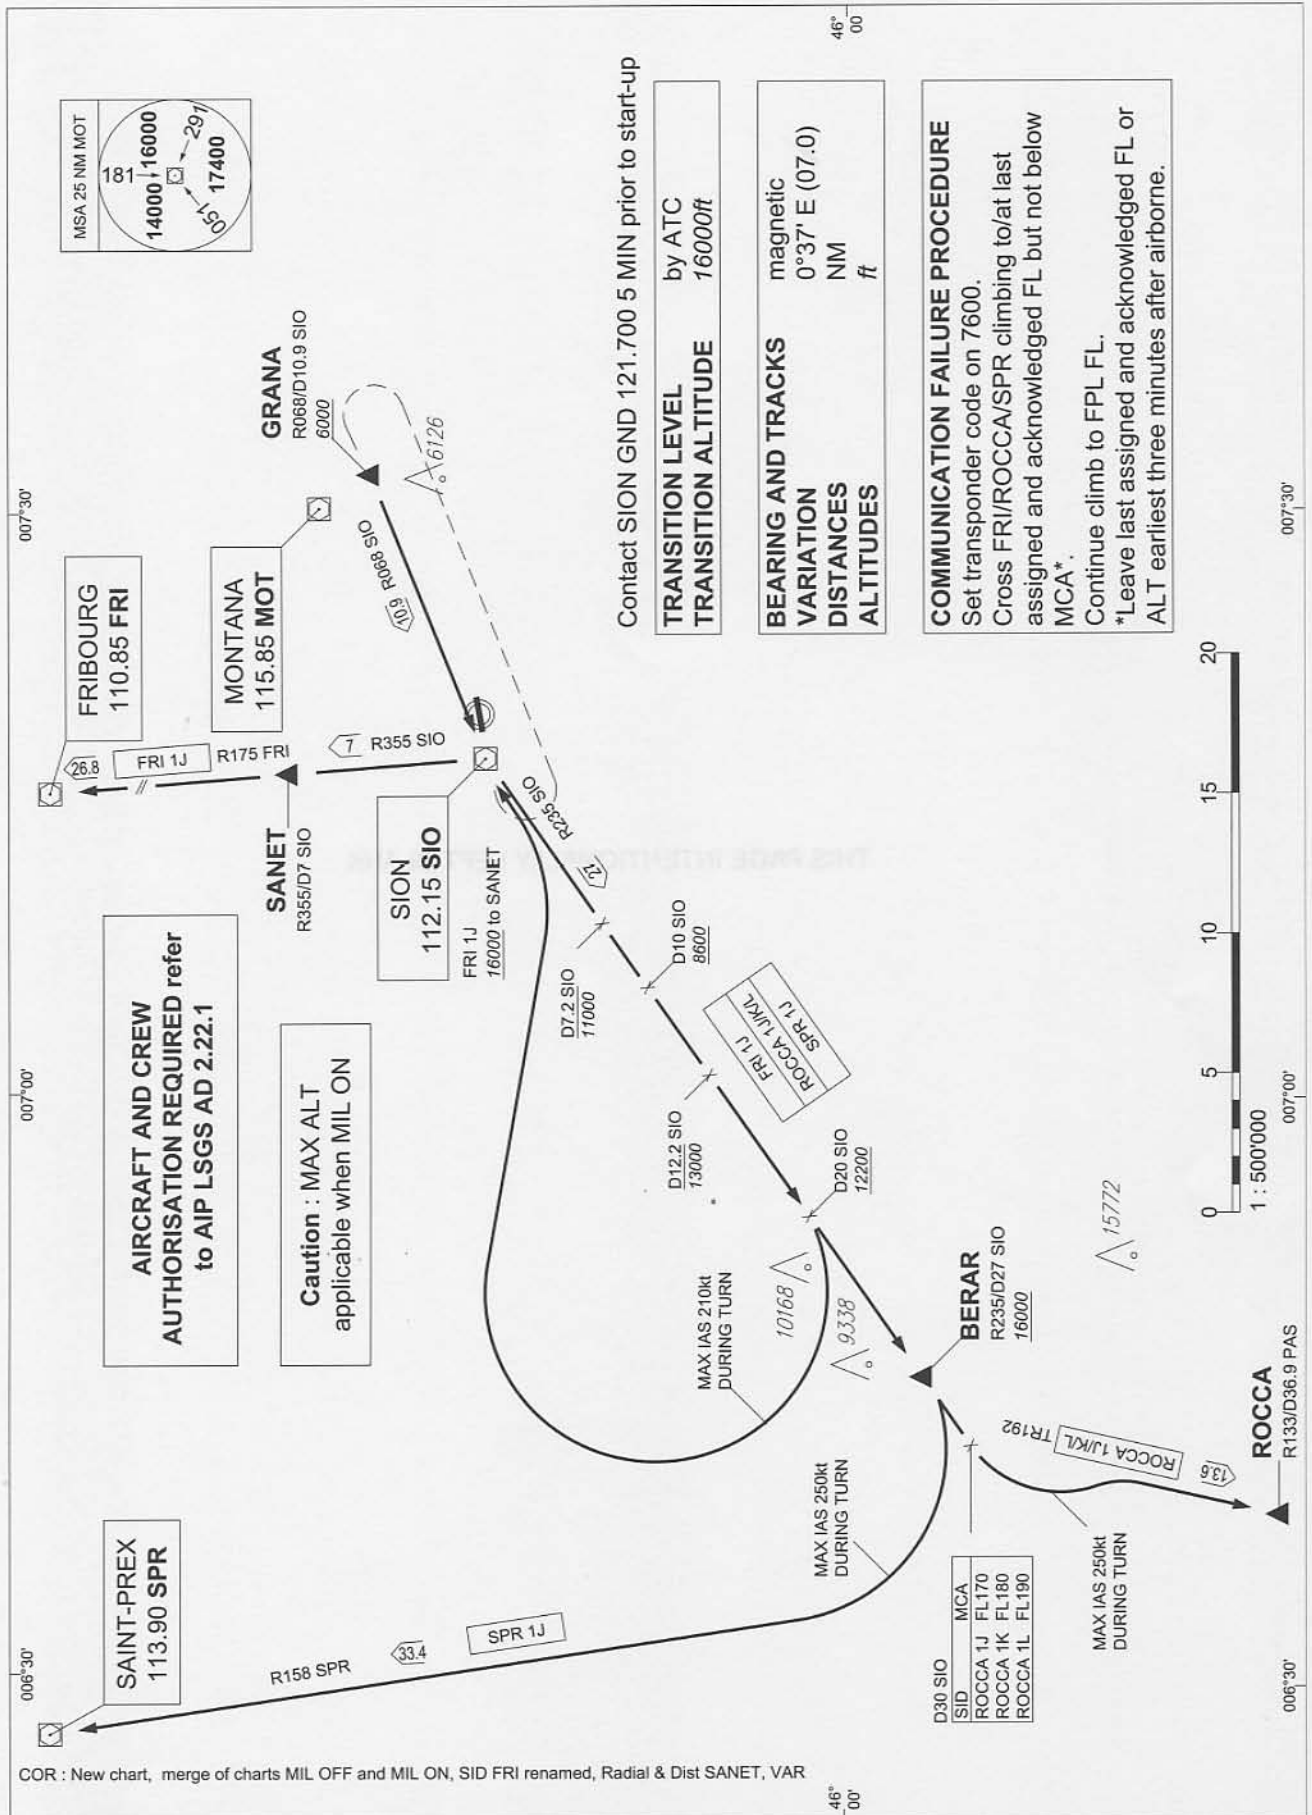 46°
00'
MSA 25 NM MOT
181
16000
14000
291
051
17400
007°30'
007°00'
006°30'
FRIBOURG
110.85 FRI
MONTANA
115.85 MOT
GRANA
R068/D10.9 SIO
6000
6126
10.9
R068 SIO
26.8
FRI 1J
R175 FRI
7
R355 SIO
SANET
R355/D7 SIO
SION
112.15 SIO
FRI 1J
16000 to SANET
R235 SIO
27
D7.2 SIO
11000
D10 SIO
8600
FRI 1J
ROCCA 1J/K/L
SPR 1J
D12.2 SIO
13000
D20 SIO
12200
AIRCRAFT AND CREW
AUTHORISATION REQUIRED refer
to AIP LSGS AD 2.22.1
Caution : MAX ALT
applicable when MIL ON
Contact SION GND 121.700 5 MIN prior to start-up
TRANSITION LEVEL by ATC
TRANSITION ALTITUDE 16000ft
BEARING AND TRACKS magnetic
VARIATION 0°37' E (07.0)
DISTANCES NM
ALTITUDES ft
COMMUNICATION FAILURE PROCEDURE
Set transponder code on 7600.
Cross FRI/ROCCA/SPR climbing to/at last
assigned and acknowledged FL but not below
MCA*.
Continue climb to FPL FL.
*Leave last assigned and acknowledged FL or
ALT earliest three minutes after airborne.
0 5 10 15 20
1 : 500'000
MAX IAS 210kt
DURING TURN
10168
9338
15772
BERAR
R235/D27 SIO
16000
MAX IAS 250kt
DURING TURN
TR192
ROCCA 1J/K/L
13.6
ROCCA
R133/D36.9 PAS
MAX IAS 250kt
DURING TURN
D30 SIO
SID MCA
ROCCA 1J FL170
ROCCA 1K FL180
ROCCA 1L FL190
SAINT-PREX
113.90 SPR
R158 SPR
33.4
SPR 1J
007°30'
007°00'
006°30'
46°
00'
COR : New chart, merge of charts MIL OFF and MIL ON, SID FRI renamed, Radial & Dist SANET, VAR